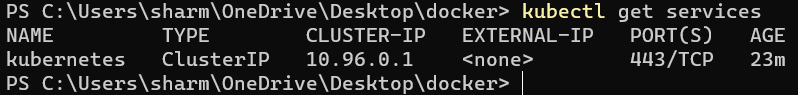 PS C:\Users\sharm\OneDrive\Desktop\docker> kubectl get services
NAME TYPE CLUSTER-IP EXTERNAL-IP PORT(S) AGE
kubernetes ClusterIP 10.96.0.1 <none> 443/TCP 23m
PS C:\Users\sharm\OneDrive\Desktop\docker>